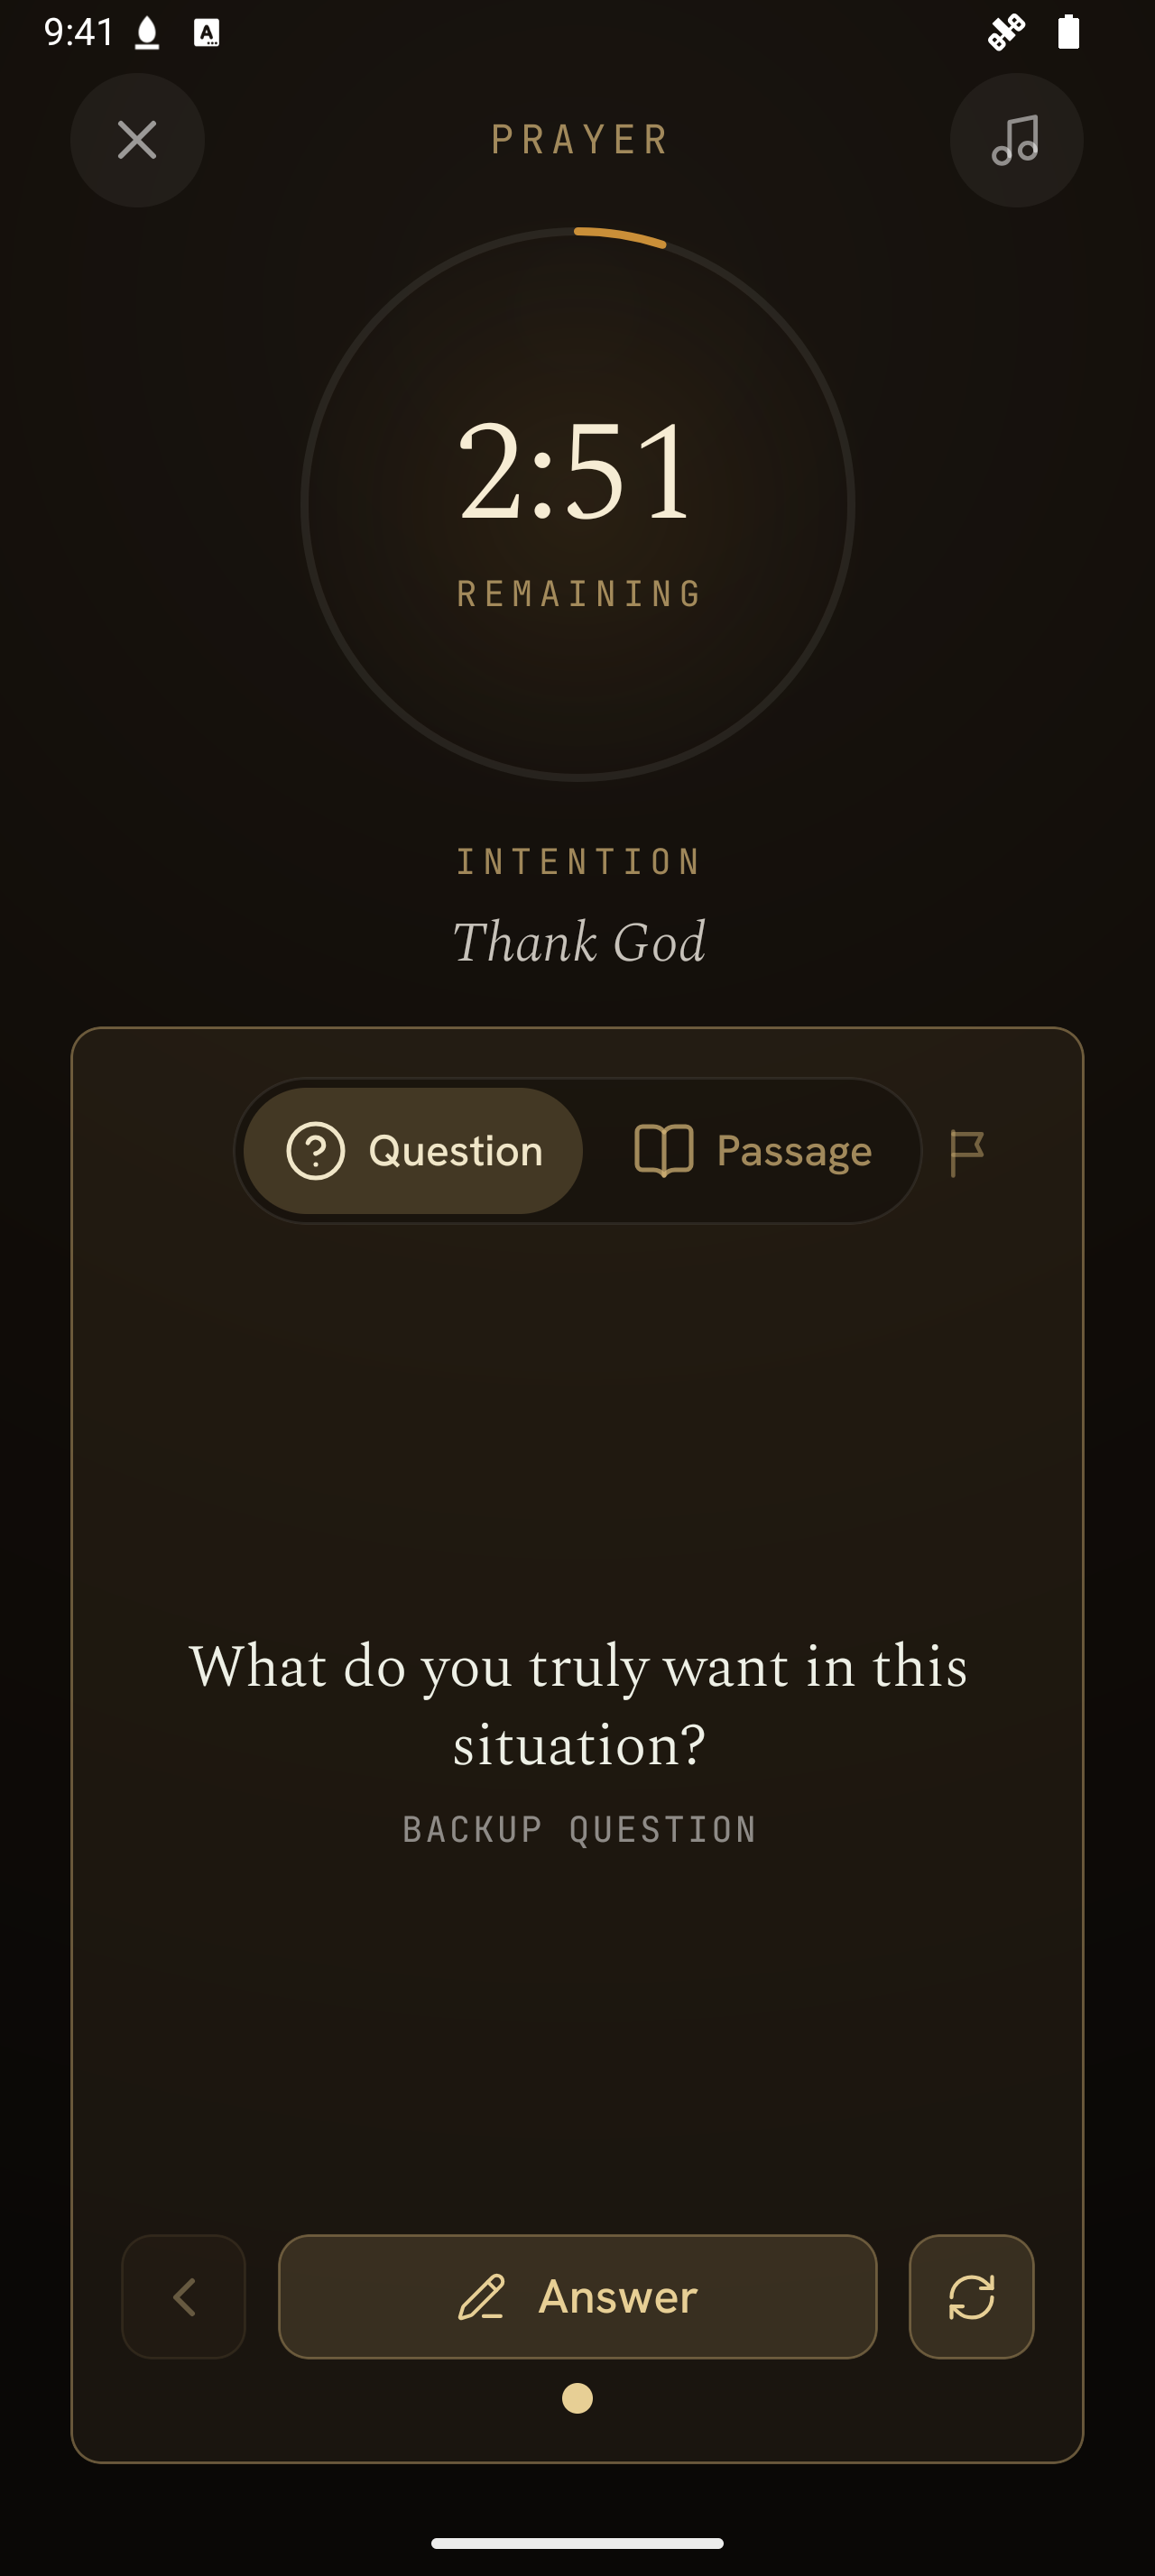 9:41
PRAYER
2:51
REMAINING
INTENTION
Thank God
Question
Passage
What do you truly want in this
situation?
BACKUP QUESTION
Answer